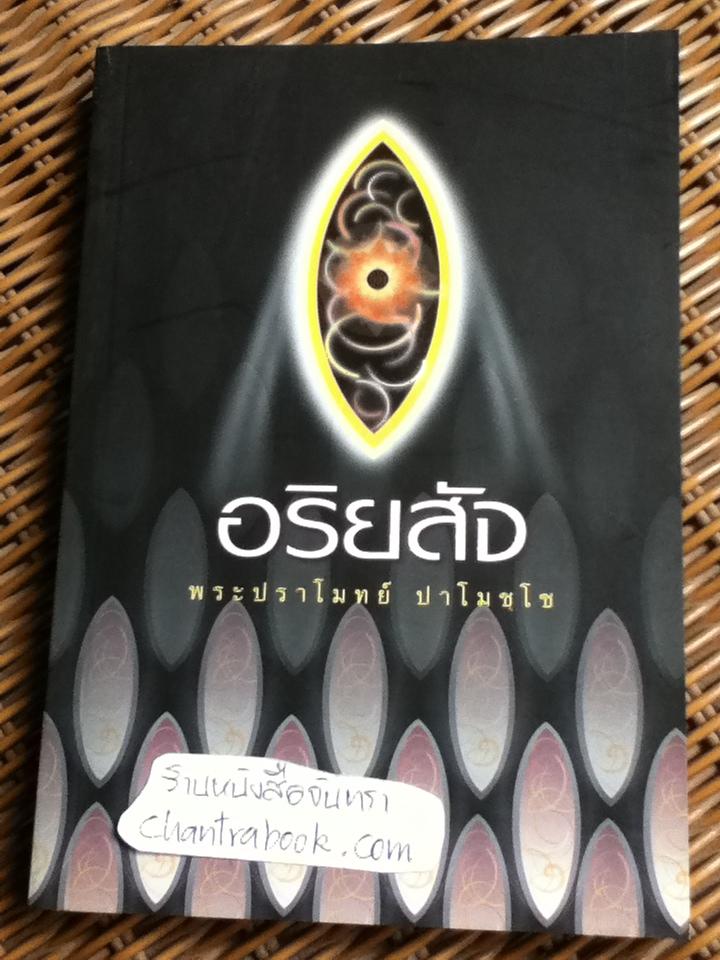 อริยสัจ
พระปราโมทย์ ปาโมชฺโช
ร้านหนังสือจันทรา
chantrabook.com